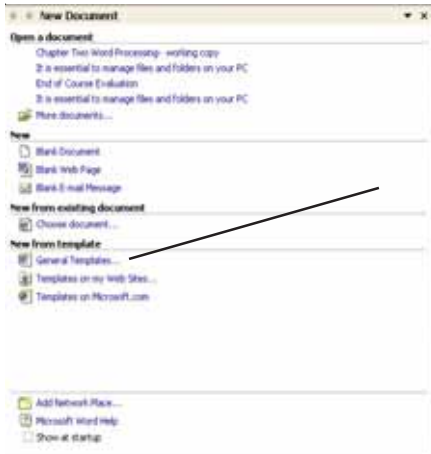 New Document
Open a document
Chapter Two Word Processing- working copy
It is essential to manage files and folders on your PC
End of Course Evaluation
It is essential to manage files and folders on your PC
More documents...
New
Blank Document
Blank Web Page
Blank E-mail Message
New from existing document
Choose document...
New from template
General Templates...
Templates on my Web Sites...
Templates on Microsoft.com
Add Network Place...
Microsoft Word Help
Show at startup